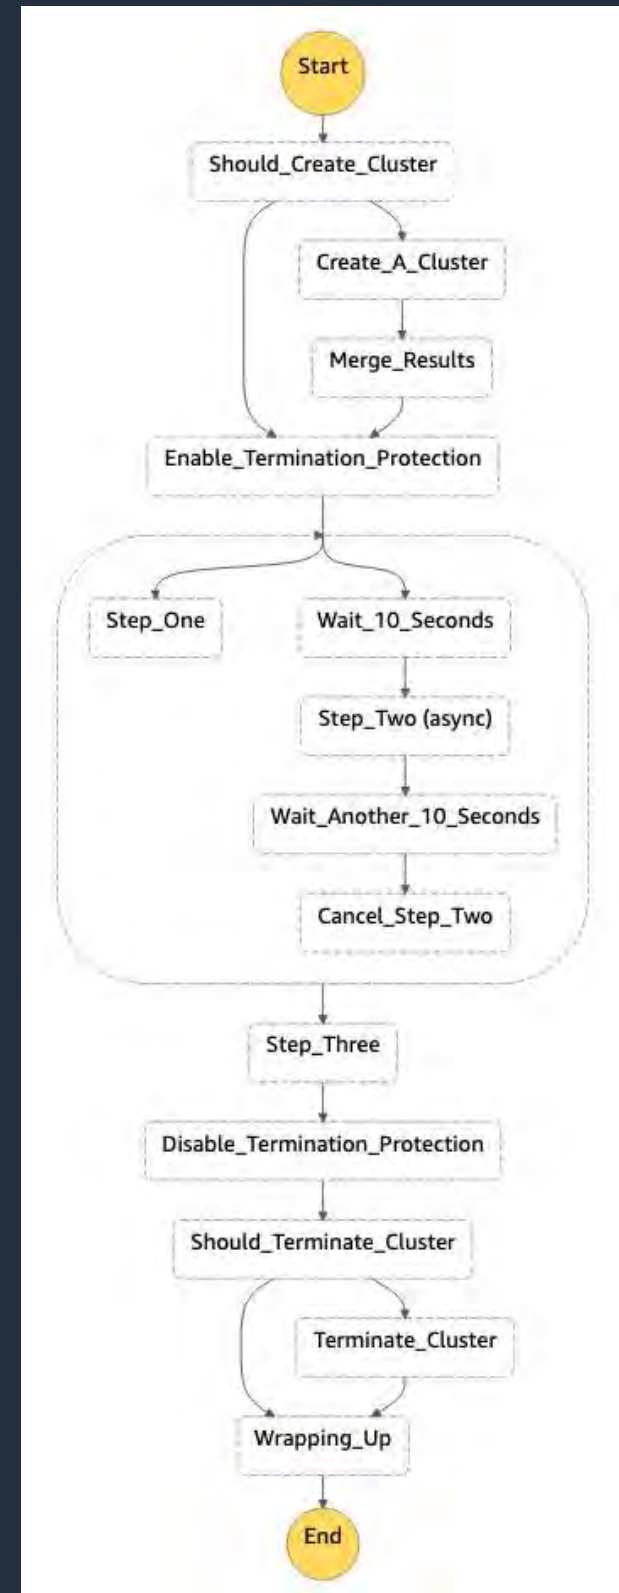 Start
Should_Create_Cluster
Create_A_Cluster
Merge_Results
Enable_Termination_Protection
Step_One
Wait_10_Seconds
Step_Two (async)
Wait_Another_10_Seconds
Cancel_Step_Two
Step_Three
Disable_Termination_Protection
Should_Terminate_Cluster
Terminate_Cluster
Wrapping_Up
End